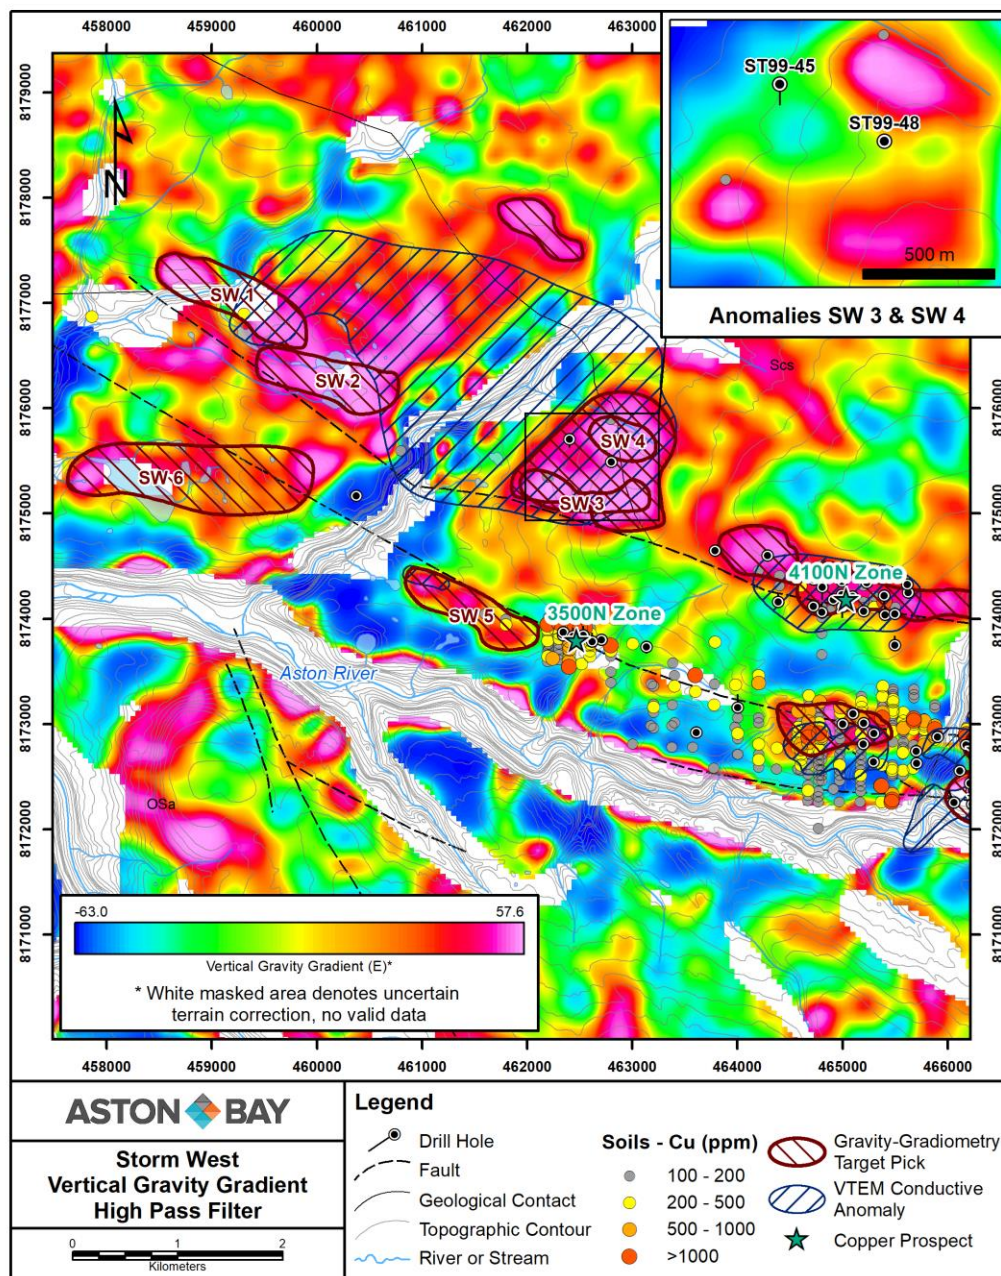 458000 459000 460000 461000 462000 463000
8179000
8178000
8177000
8176000
8175000
8174000
8173000
8172000
8171000
N
ST99-45
ST99-48
500 m
Anomalies SW 3 & SW 4
SW 1
SW 2
Scs
SW 4
SW 3
SW 6
SW 5
3500N Zone
4100N Zone
Aston River
OSa
8176000
8175000
8174000
8173000
8172000
8171000
-63.0 57.6
Vertical Gravity Gradient (E)*
* White masked area denotes uncertain
terrain correction, no valid data
458000 459000 460000 461000 462000 463000 464000 465000 466000
ASTON BAY
Storm West
Vertical Gravity Gradient
High Pass Filter
0 1 2
Kilometers
Legend
Drill Hole
Fault
Geological Contact
Topographic Contour
River or Stream
Soils - Cu (ppm)
100 - 200
200 - 500
500 - 1000
>1000
Gravity-Gradiometry
Target Pick
VTEM Conductive
Anomaly
Copper Prospect